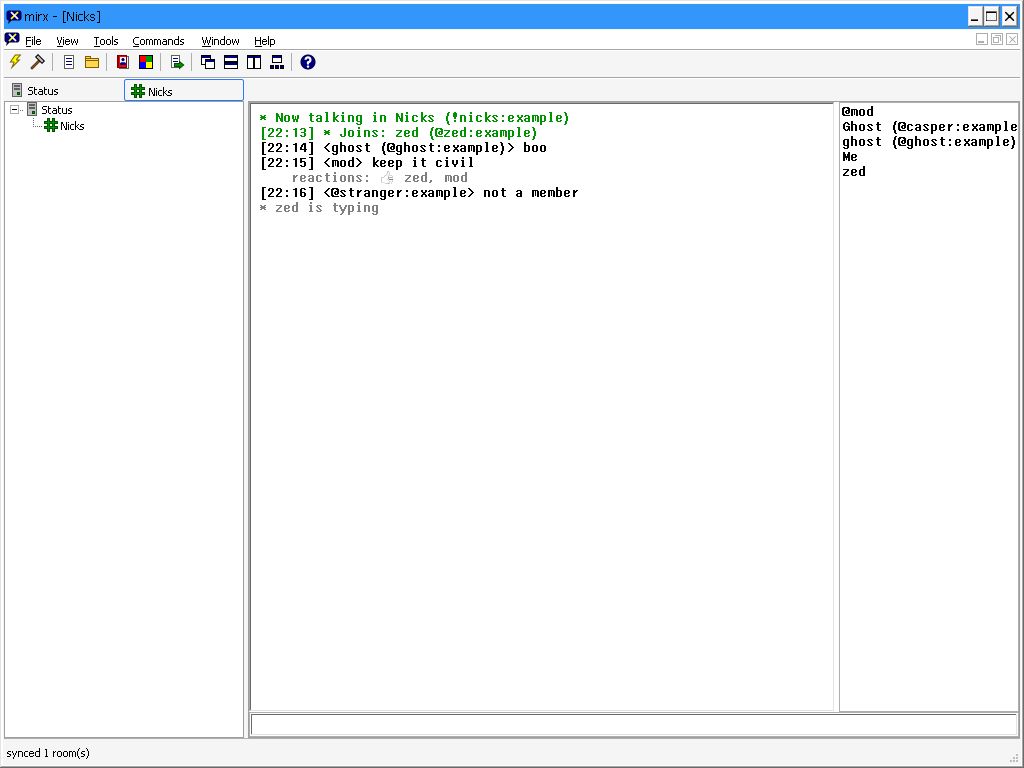 mirx - [Nicks]
File View Tools Commands Window Help
Status Nicks
Status
Nicks
* Now talking in Nicks (!nicks:example)
[22:13] * Joins: zed (@zed:example)
[22:14] <ghost (@ghost:example)> boo
[22:15] <mod> keep it civil
reactions: 👍 zed, mod
[22:16] <@stranger:example> not a member
* zed is typing
@mod
Ghost (@casper:example
ghost (@ghost:example)
Me
zed
synced 1 room(s)